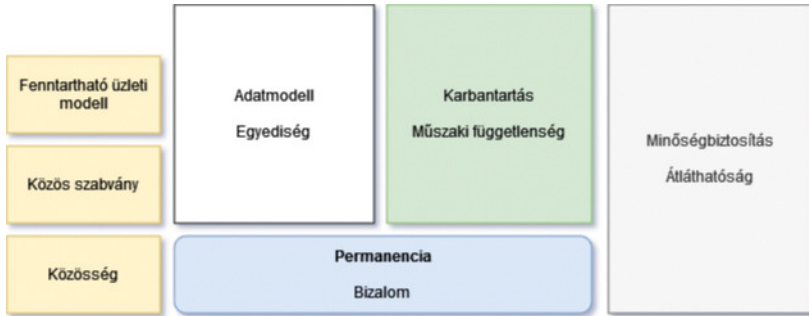 Fenntartható üzleti
modell
Közös szabvány
Közösség
Adatmodell
Egyediség
Karbantartás
Műszaki függetlenség
Permanencia
Bizalom
Minőségbiztosítás
Átláthatóság